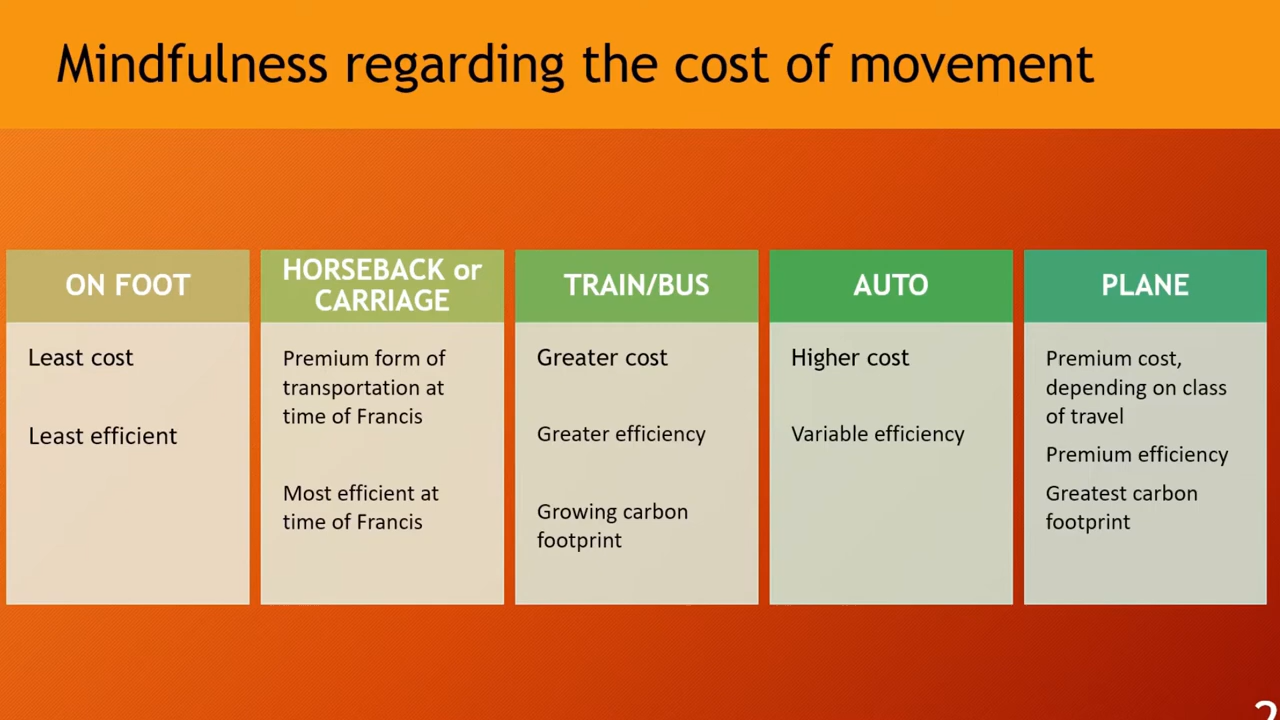 Mindfulness regarding the cost of movement
ON FOOT
Least cost
Least efficient
HORSEBACK or
CARRIAGE
Premium form of
transportation at
time of Francis
Most efficient at
time of Francis
TRAIN/BUS
Greater cost
Greater efficiency
Growing carbon
footprint
AUTO
Higher cost
Variable efficiency
PLANE
Premium cost,
depending on class
of travel
Premium efficiency
Greatest carbon
footprint